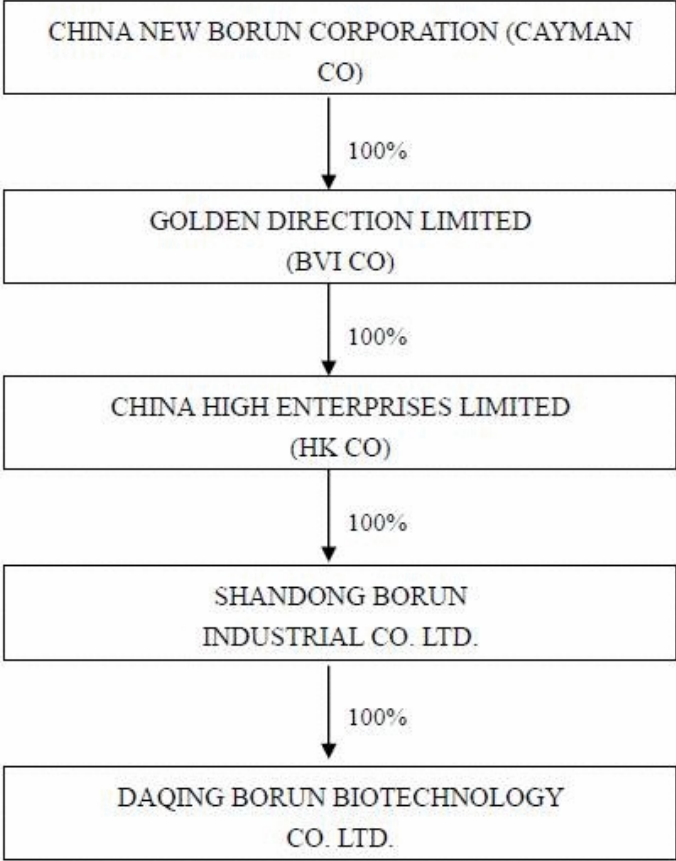 CHINA NEW BORUN CORPORATION (CAYMAN
CO)
100%
GOLDEN DIRECTION LIMITED
(BVI CO)
100%
CHINA HIGH ENTERPRISES LIMITED
(HK CO)
100%
SHANDONG BORUN
INDUSTRIAL CO. LTD.
100%
DAQING BORUN BIOTECHNOLOGY
CO. LTD.